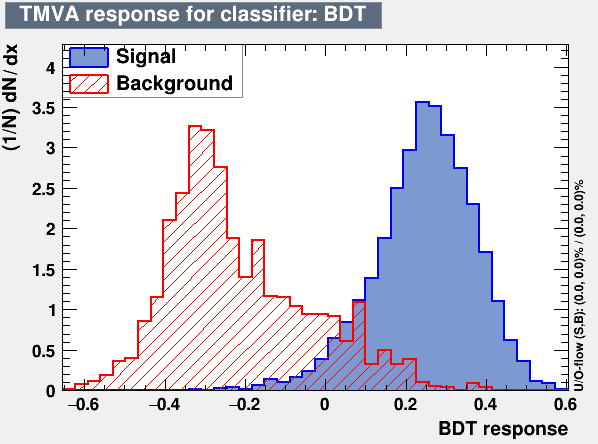 TMVA response for classifier: BDT
(1/N) dN / dx
Signal
Background
4
3.5
3
2.5
2
1.5
1
0.5
0
−0.6 −0.4 −0.2 0 0.2 0.4 0.6
BDT response
U/O-flow (S,B): (0.0, 0.0)% / (0.0, 0.0)%